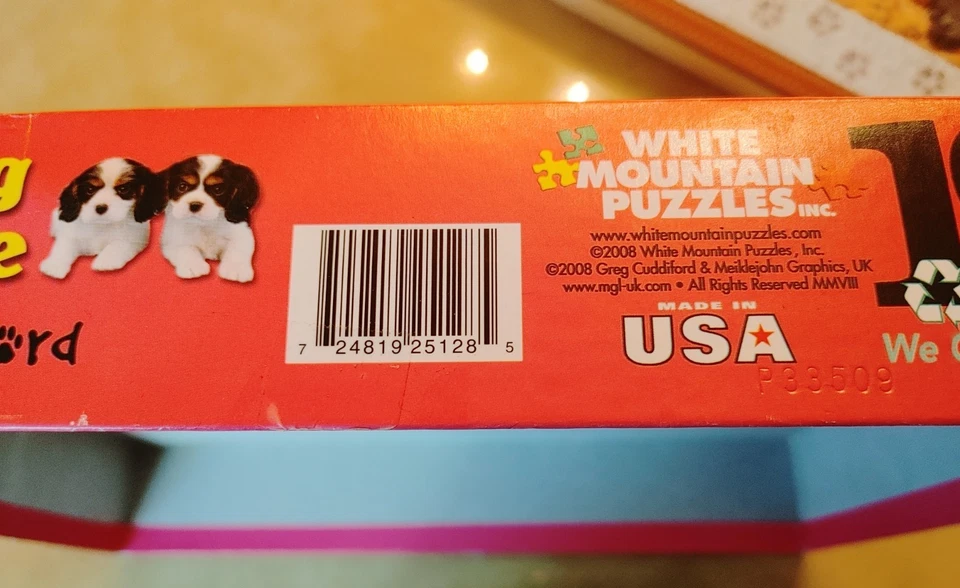 g
e
rd
7 24819 25128 5
WHITE
MOUNTAIN
PUZZLES INC.
www.whitemountainpuzzles.com
©2008 White Mountain Puzzles, Inc.
©2008 Greg Cuddiford & Meiklejohn Graphics, UK
www.mgl-uk.com • All Rights Reserved MMVIII
MADE IN
USA
P33509
1
We